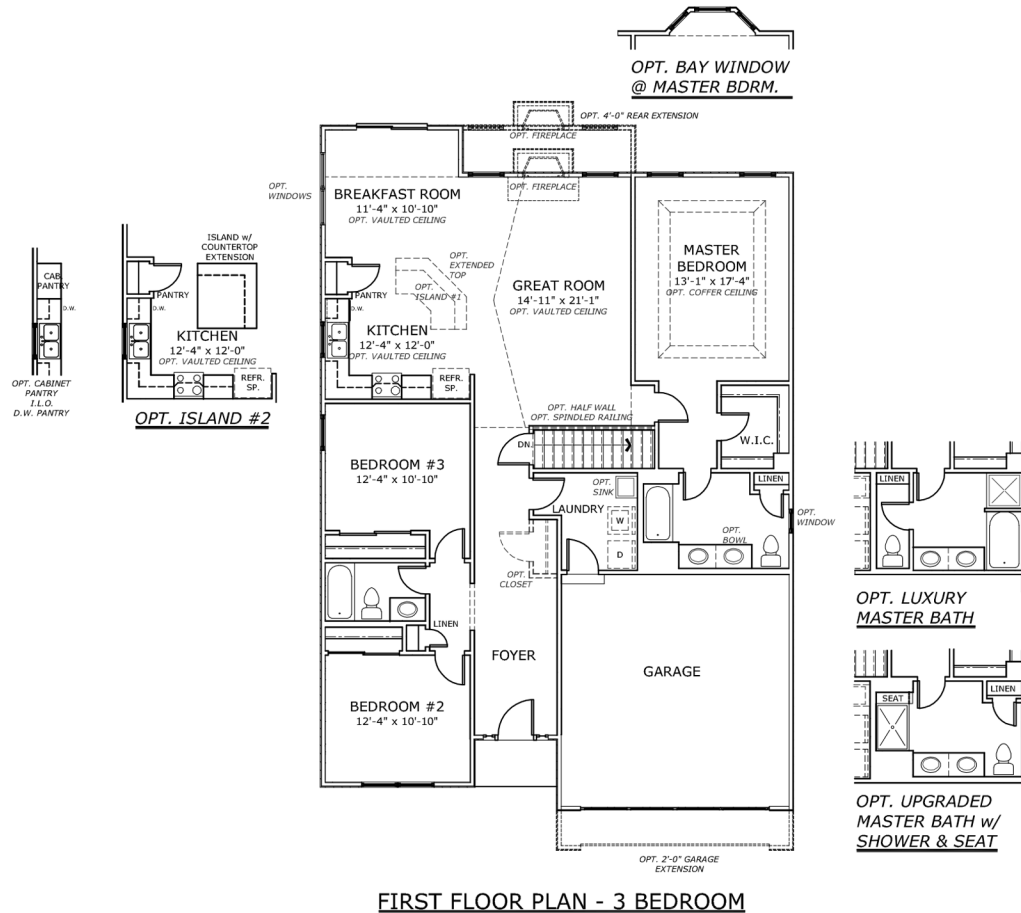 OPT. BAY WINDOW
@ MASTER BDRM.
OPT. 4'-0" REAR EXTENSION
OPT. FIREPLACE
OPT. FIREPLACE
OPT.
WINDOWS
BREAKFAST ROOM
11'-4" x 10'-10"
OPT. VAULTED CEILING
OPT.
EXTENDED
TOP
OPT.
ISLAND #1
GREAT ROOM
14'-11" x 21'-1"
OPT. VAULTED CEILING
MASTER
BEDROOM
13'-1" x 17'-4"
OPT. COFFER CEILING
PANTRY
D.W.
KITCHEN
12'-4" x 12'-0"
OPT. VAULTED CEILING
REFR.
SP.
CAB.
PANTRY
D.W.
OPT. CABINET
PANTRY
I.L.O.
D.W. PANTRY
ISLAND w/
COUNTERTOP
EXTENSION
PANTRY
D.W.
KITCHEN
12'-4" x 12'-0"
OPT. VAULTED CEILING
REFR.
SP.
OPT. ISLAND #2
OPT. HALF WALL
OPT. SPINDLED RAILING
DN.
W.I.C.
BEDROOM #3
12'-4" x 10'-10"
OPT.
SINK
LAUNDRY
W
D
LINEN
OPT.
BOWL
OPT.
WINDOW
OPT.
CLOSET
LINEN
FOYER
GARAGE
BEDROOM #2
12'-4" x 10'-10"
LINEN
OPT. LUXURY
MASTER BATH
SEAT
LINEN
OPT. UPGRADED
MASTER BATH w/
SHOWER & SEAT
OPT. 2'-0" GARAGE
EXTENSION
FIRST FLOOR PLAN - 3 BEDROOM